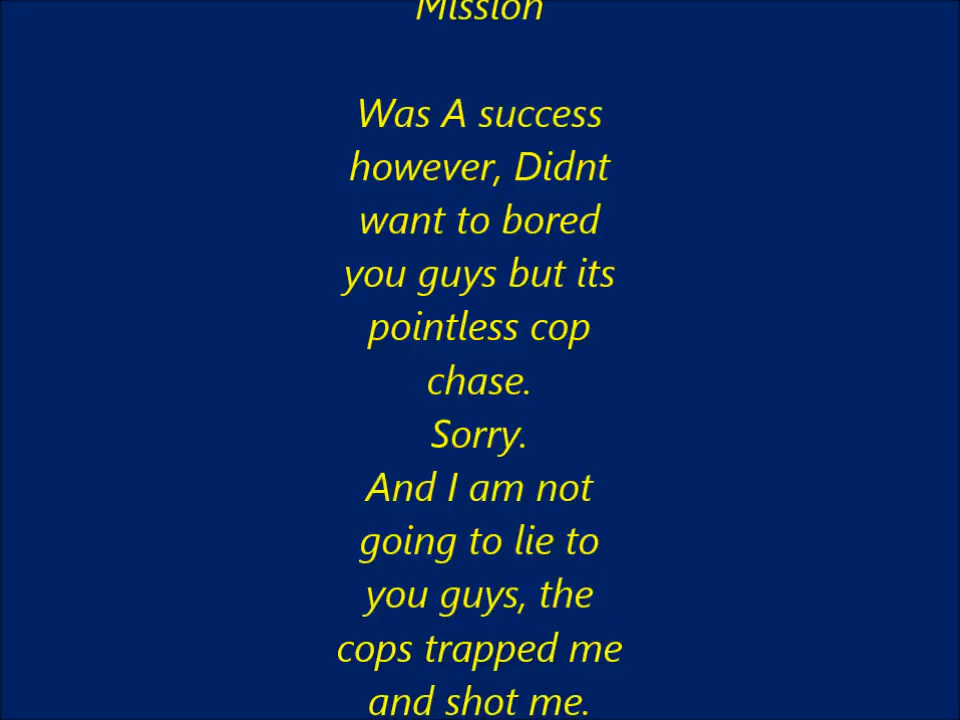 Mission
Was A success
however, Didnt
want to bored
you guys but its
pointless cop
chase.
Sorry.
And I am not
going to lie to
you guys, the
cops trapped me
and shot me.